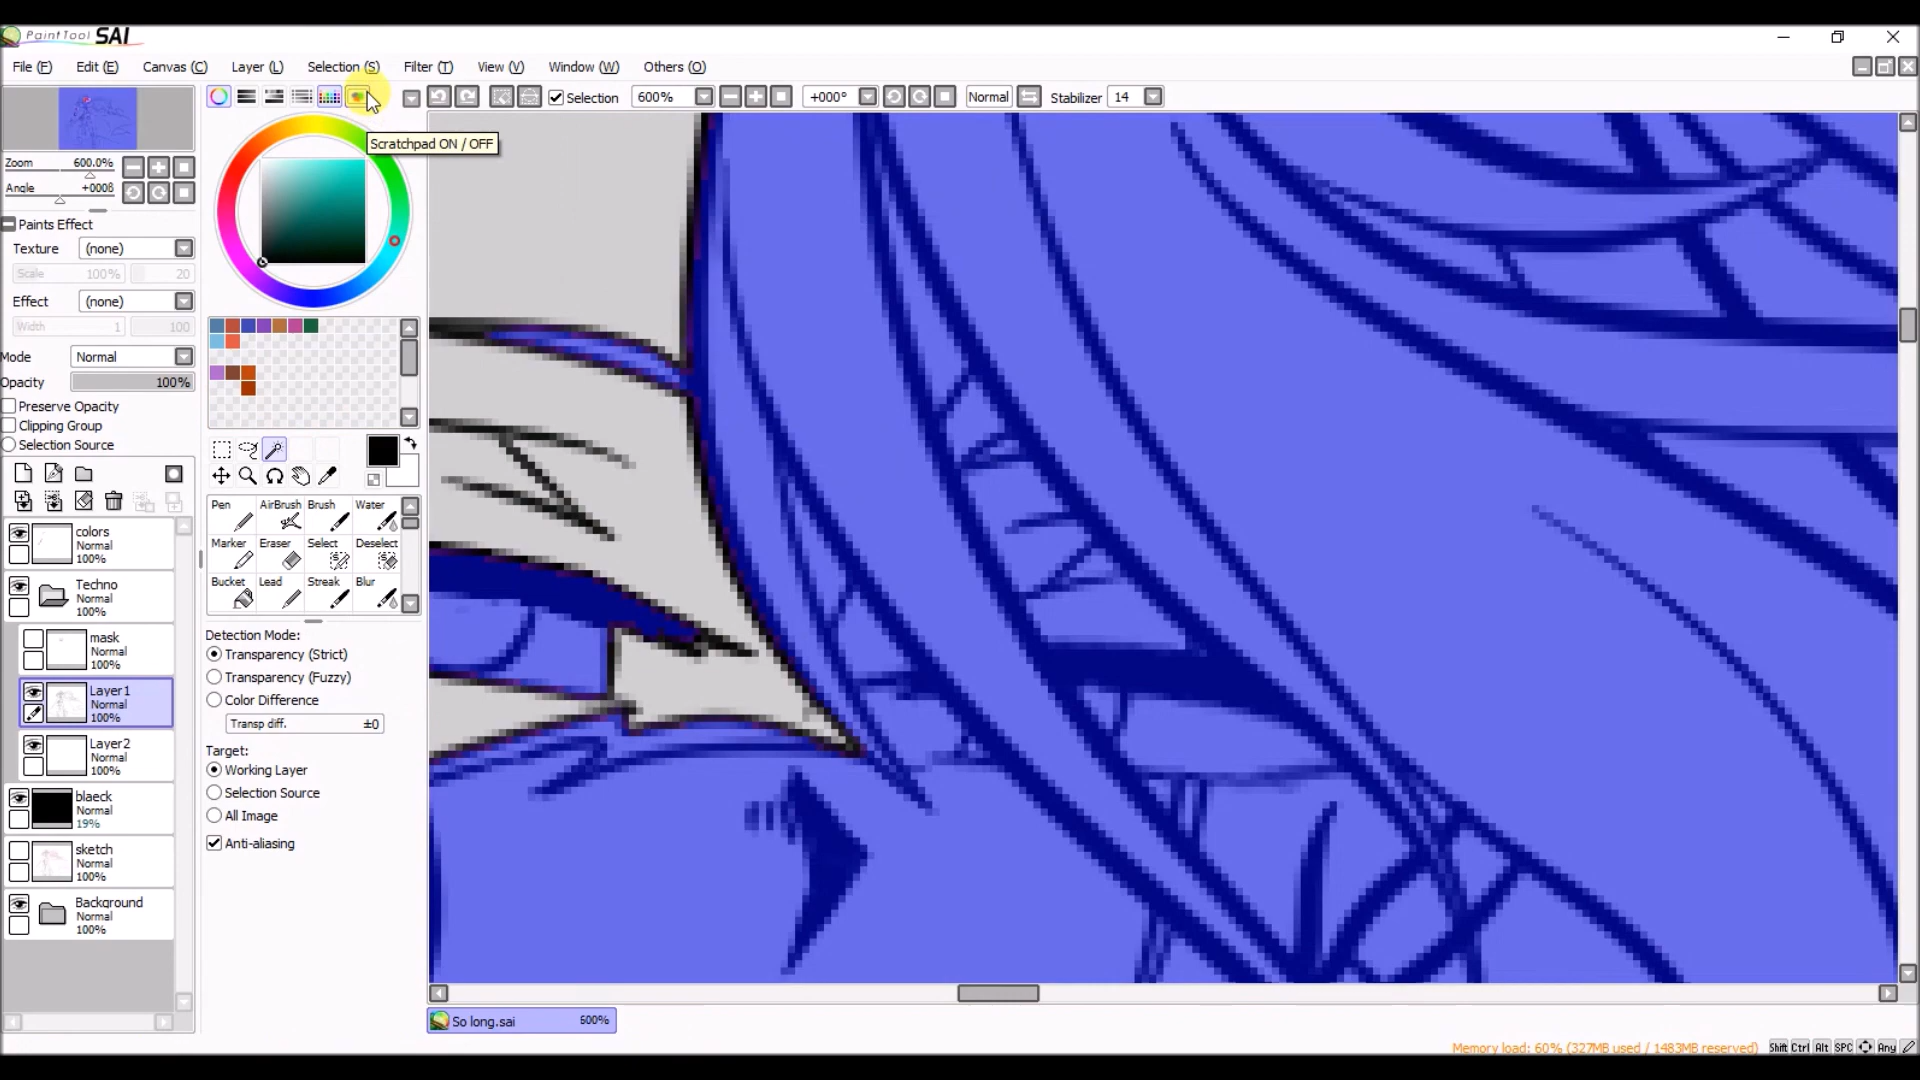 PaintTool SAI
File (F) Edit (E) Canvas (C) Layer (L) Selection (S) Filter (T) View (V) Window (W) Others (O)
Selection 600% +000° Normal Stabilizer 14
Scratchpad ON / OFF
Zoom 600.0%
Angle +000ß
Paints Effect
Texture (none)
Scale 100% 20
Effect (none)
Width 1 100
Mode Normal
Opacity 100%
Preserve Opacity
Clipping Group
Selection Source
colors
Normal
100%
Techno
Normal
100%
mask
Normal
100%
Layer1
Normal
100%
Layer2
Normal
100%
blaeck
Normal
19%
sketch
Normal
100%
Background
Normal
100%
Pen AirBrush Brush Water
Marker Eraser Select Deselect
Bucket Lead Streak Blur
Detection Mode:
Transparency (Strict)
Transparency (Fuzzy)
Color Difference
Transp diff. ±0
Target:
Working Layer
Selection Source
All Image
Anti-aliasing
So long.sai 600%
Memory load: 60% (327MB used / 1483MB reserved) Shift Ctrl Alt SPC Any